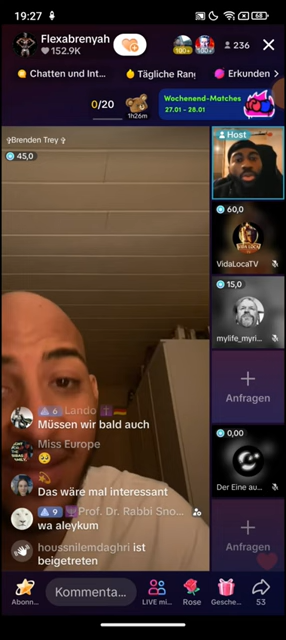 19:27
68
Flexabrenyah
152.9K
100+
100+
236
Chatten und Int...
Tägliche Rang
Erkunden
0/20
1h26m
Wochenend-Matches
27.01 - 28.01
✞Brenden Trey ✞
45,0
Host
60,0
VidaLocaTV
15,0
mylife_myri...
Anfragen
0,00
Der Eine au...
Anfragen
6 Lando
Müssen wir bald auch
Miss Europe
🥺
Das wäre mal interessant
9 Prof. Dr. Rabbi Sno...
wa aleykum
houssnilemdaghri ist
beigetreten
Kommenta...
Abonn...
LIVE mi...
Rose
Gesche...
53